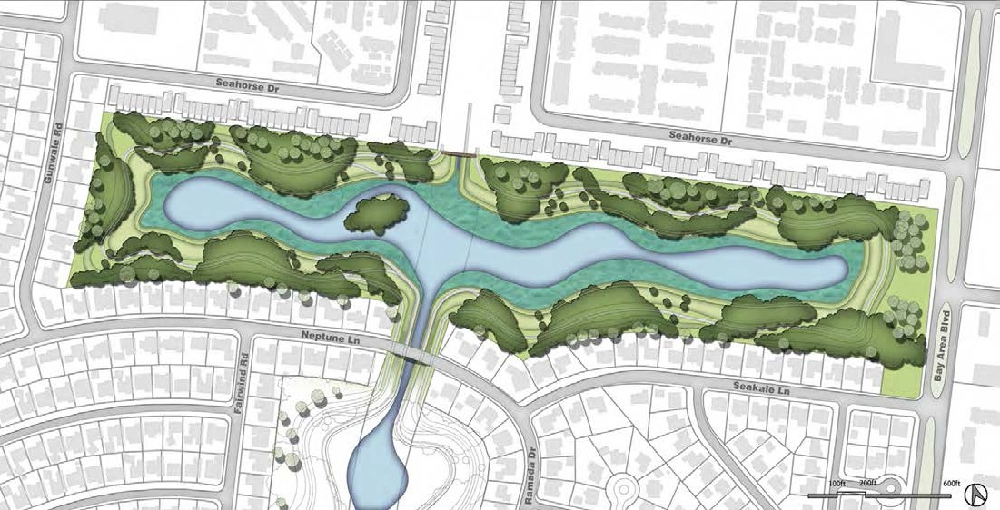 Seahorse Dr
Seahorse Dr
Gunwale Rd
Neptune Ln
Fairwind Rd
Seakale Ln
Bay Area Blvd
Ramada Dr
100ft 200ft 600ft